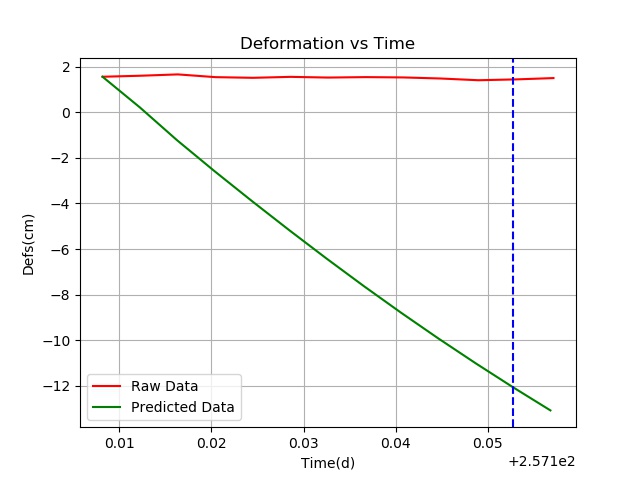 Deformation vs Time
2
0
−2
−4
−6
−8
−10
−12
Defs(cm)
Raw Data
Predicted Data
0.01 0.02 0.03 0.04 0.05
Time(d)
+2.571e2